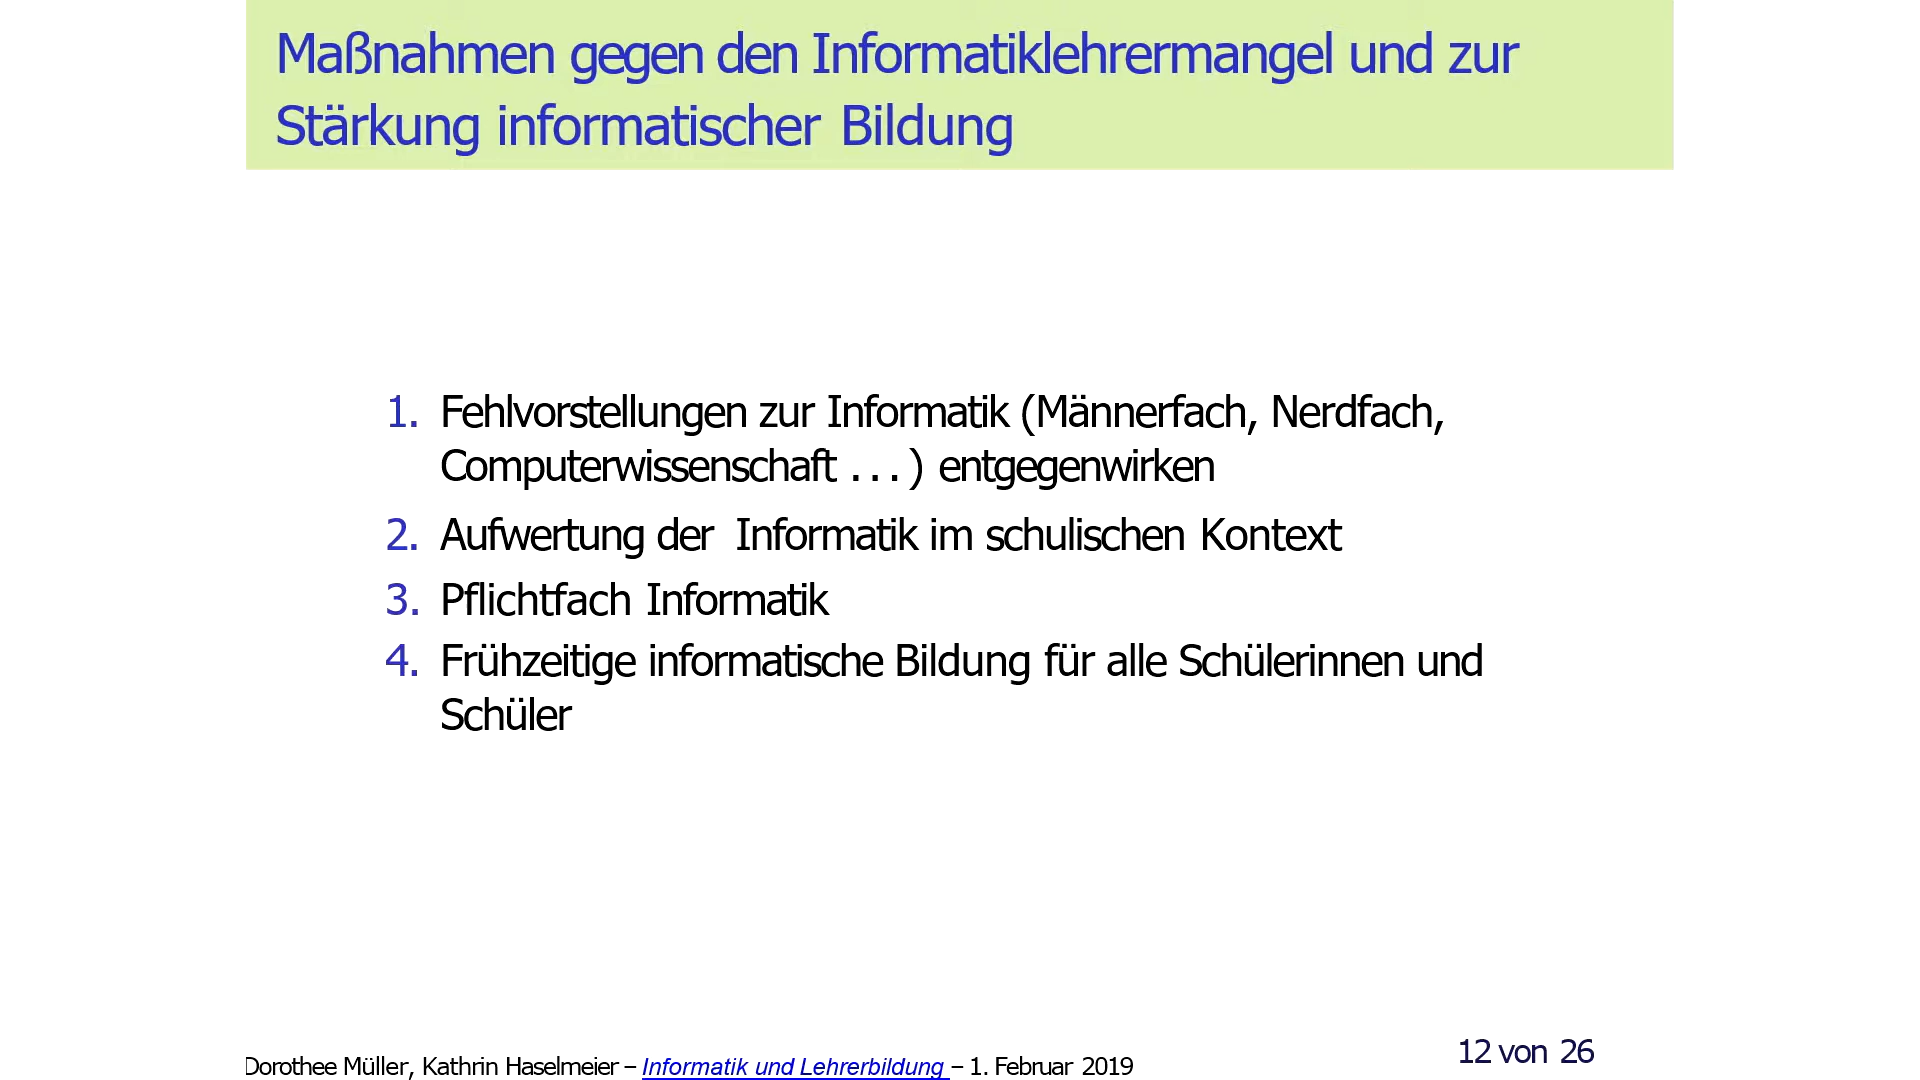 Maßnahmen gegen den Informatiklehrermangel und zur
Stärkung informatischer Bildung
1. Fehlvorstellungen zur Informatik (Männerfach, Nerdfach,
Computerwissenschaft ...) entgegenwirken
2. Aufwertung der Informatik im schulischen Kontext
3. Pflichtfach Informatik
4. Frühzeitige informatische Bildung für alle Schülerinnen und
Schüler
Dorothee Müller, Kathrin Haselmeier – Informatik und Lehrerbildung – 1. Februar 2019
12 von 26